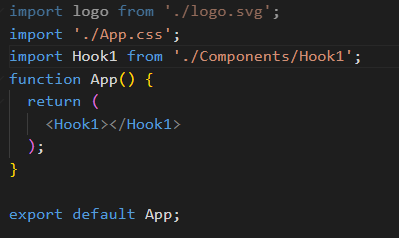 import logo from './logo.svg';
import './App.css';
import Hook1 from './Components/Hook1';
function App() {
  return (
    <Hook1></Hook1>
  );
}

export default App;